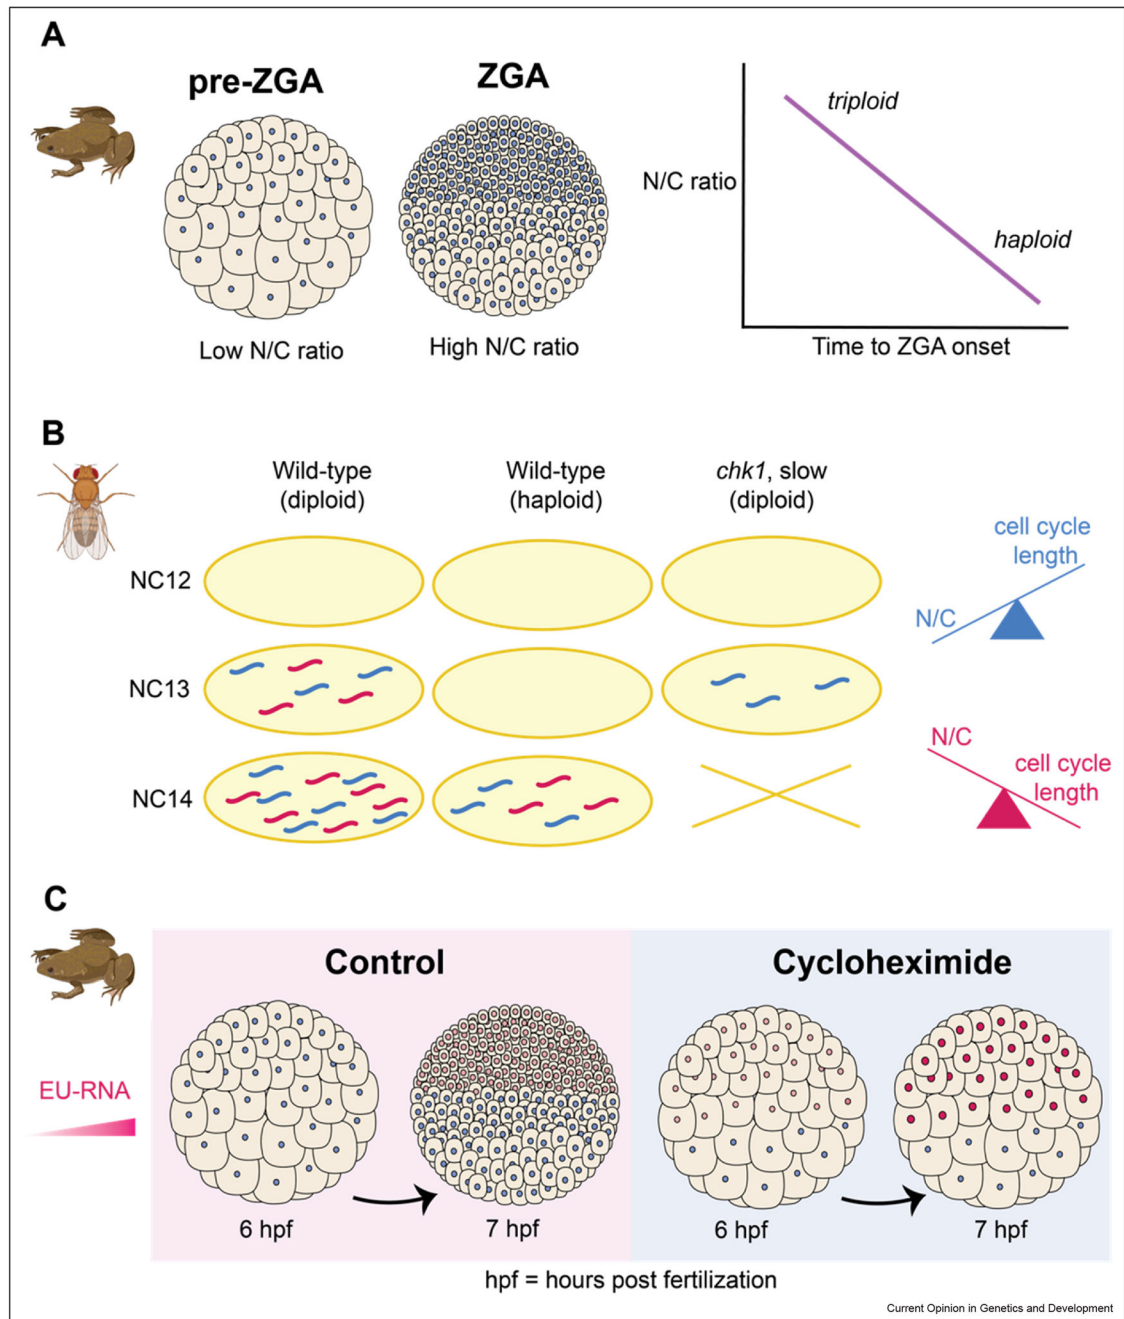 A
pre-ZGA
ZGA
Low N/C ratio
High N/C ratio
N/C ratio
triploid
haploid
Time to ZGA onset
B
Wild-type
(diploid)
Wild-type
(haploid)
chk1, slow
(diploid)
NC12
NC13
NC14
cell cycle
length
N/C
N/C
cell cycle
length
C
Control
Cycloheximide
EU-RNA
6 hpf
7 hpf
6 hpf
7 hpf
hpf = hours post fertilization
Current Opinion in Genetics and Development